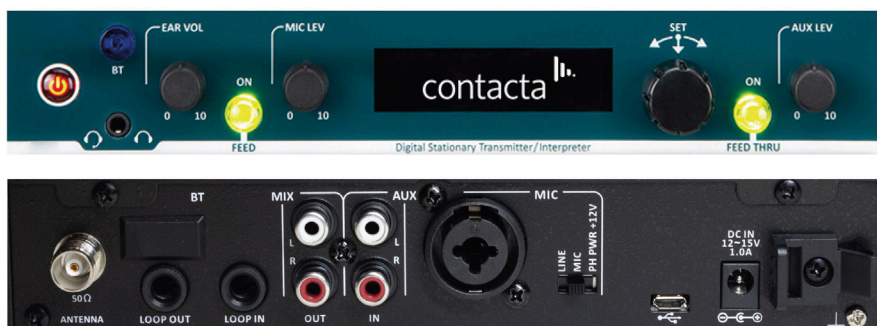 EAR VOL
MIC LEV
SET
AUX LEV
BT
ON
ON
contacta
0 10
0 10
0 10
FEED
Digital Stationary Transmitter/Interpreter
FEED THRU
BT
MIX
AUX
MIC
L
L
R
R
LINE
MIC
PH PWR +12V
DC IN
12~15V
1.0A
50Ω
ANTENNA
LOOP OUT
LOOP IN
OUT
IN